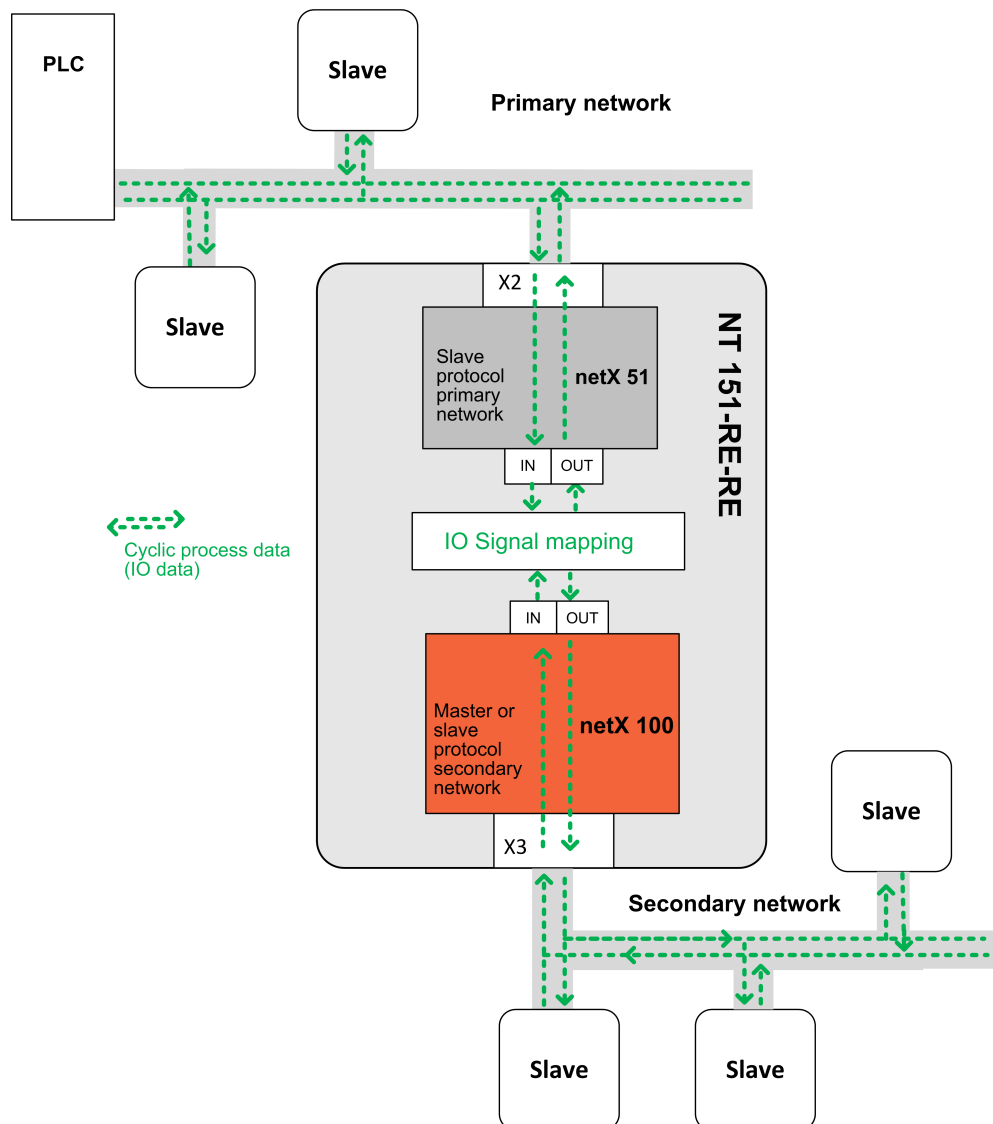 PLC
Slave
Primary network
Slave
X2
Slave
protocol
primary
network
netX 51
NT 151-RE-RE
IN
OUT
Cyclic process data
(IO data)
IO Signal mapping
IN
OUT
Master or
slave
protocol
secondary
network
netX 100
X3
Slave
Secondary network
Slave
Slave